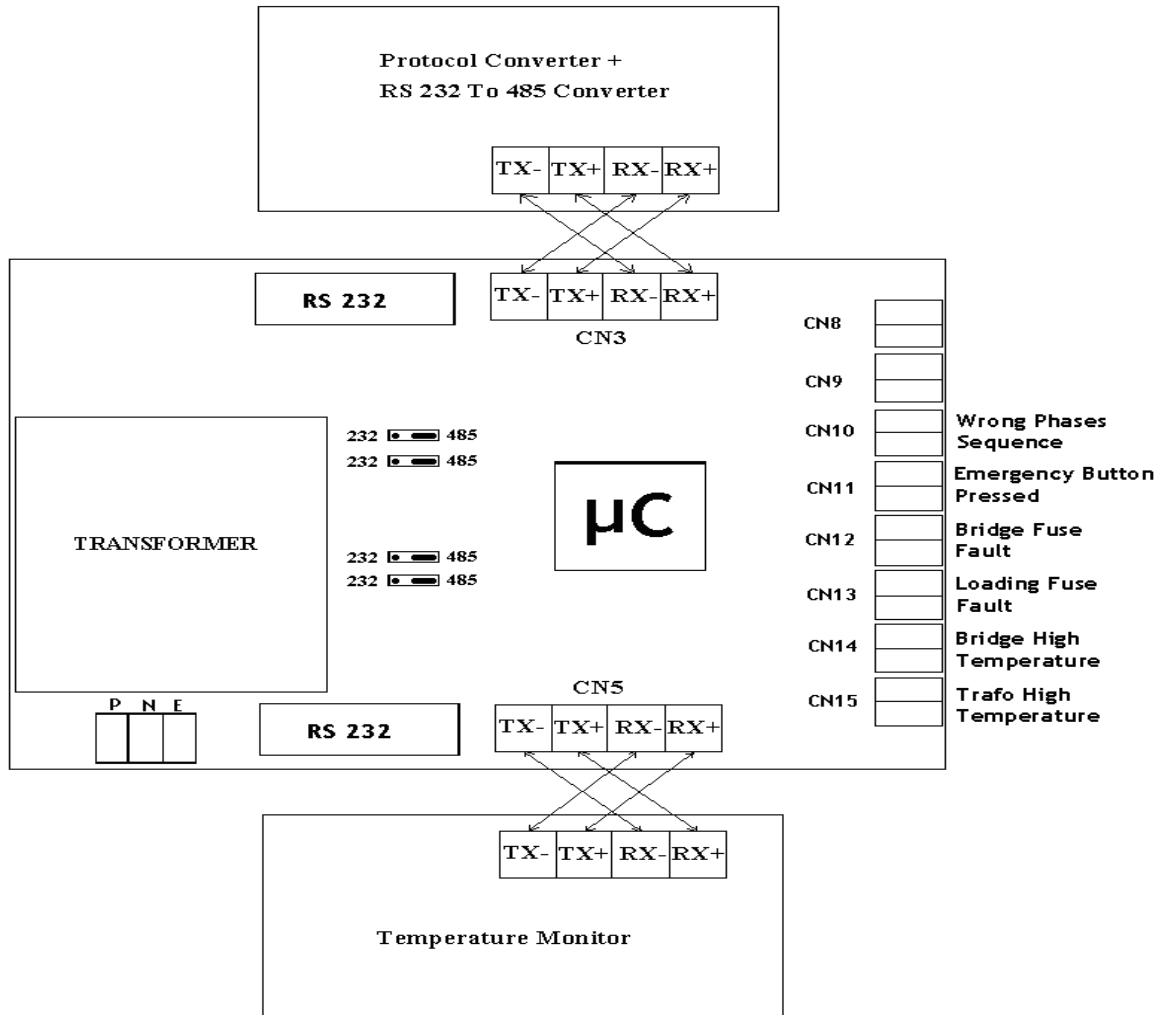 Protocol Converter +
RS 232 To 485 Converter
TX- TX+ RX- RX+
RS 232
TX- TX+ RX- RX+
CN3
CN8
CN9
CN10
Wrong Phases
Sequence
CN11
Emergency Button
Pressed
CN12
Bridge Fuse
Fault
CN13
Loading Fuse
Fault
CN14
Bridge High
Temperature
CN15
Trafo High
Temperature
232 485
232 485
µC
TRANSFORMER
232 485
232 485
P N E
RS 232
CN5
TX- TX+ RX- RX+
TX- TX+ RX- RX+
Temperature Monitor